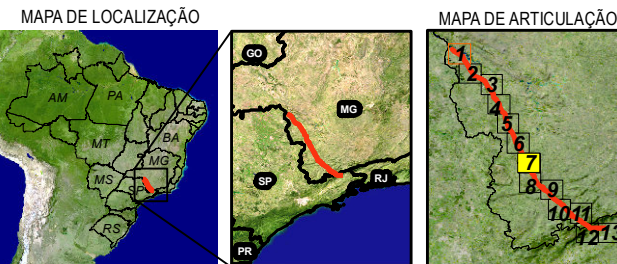 MAPA DE LOCALIZAÇÃO
MAPA DE ARTICULAÇÃO
AM
PA
MT
BA
MG
MS
SP
RS
GO
MG
SP
RJ
PR
1
2
3
4
5
6
7
8
9
10
11
12
13